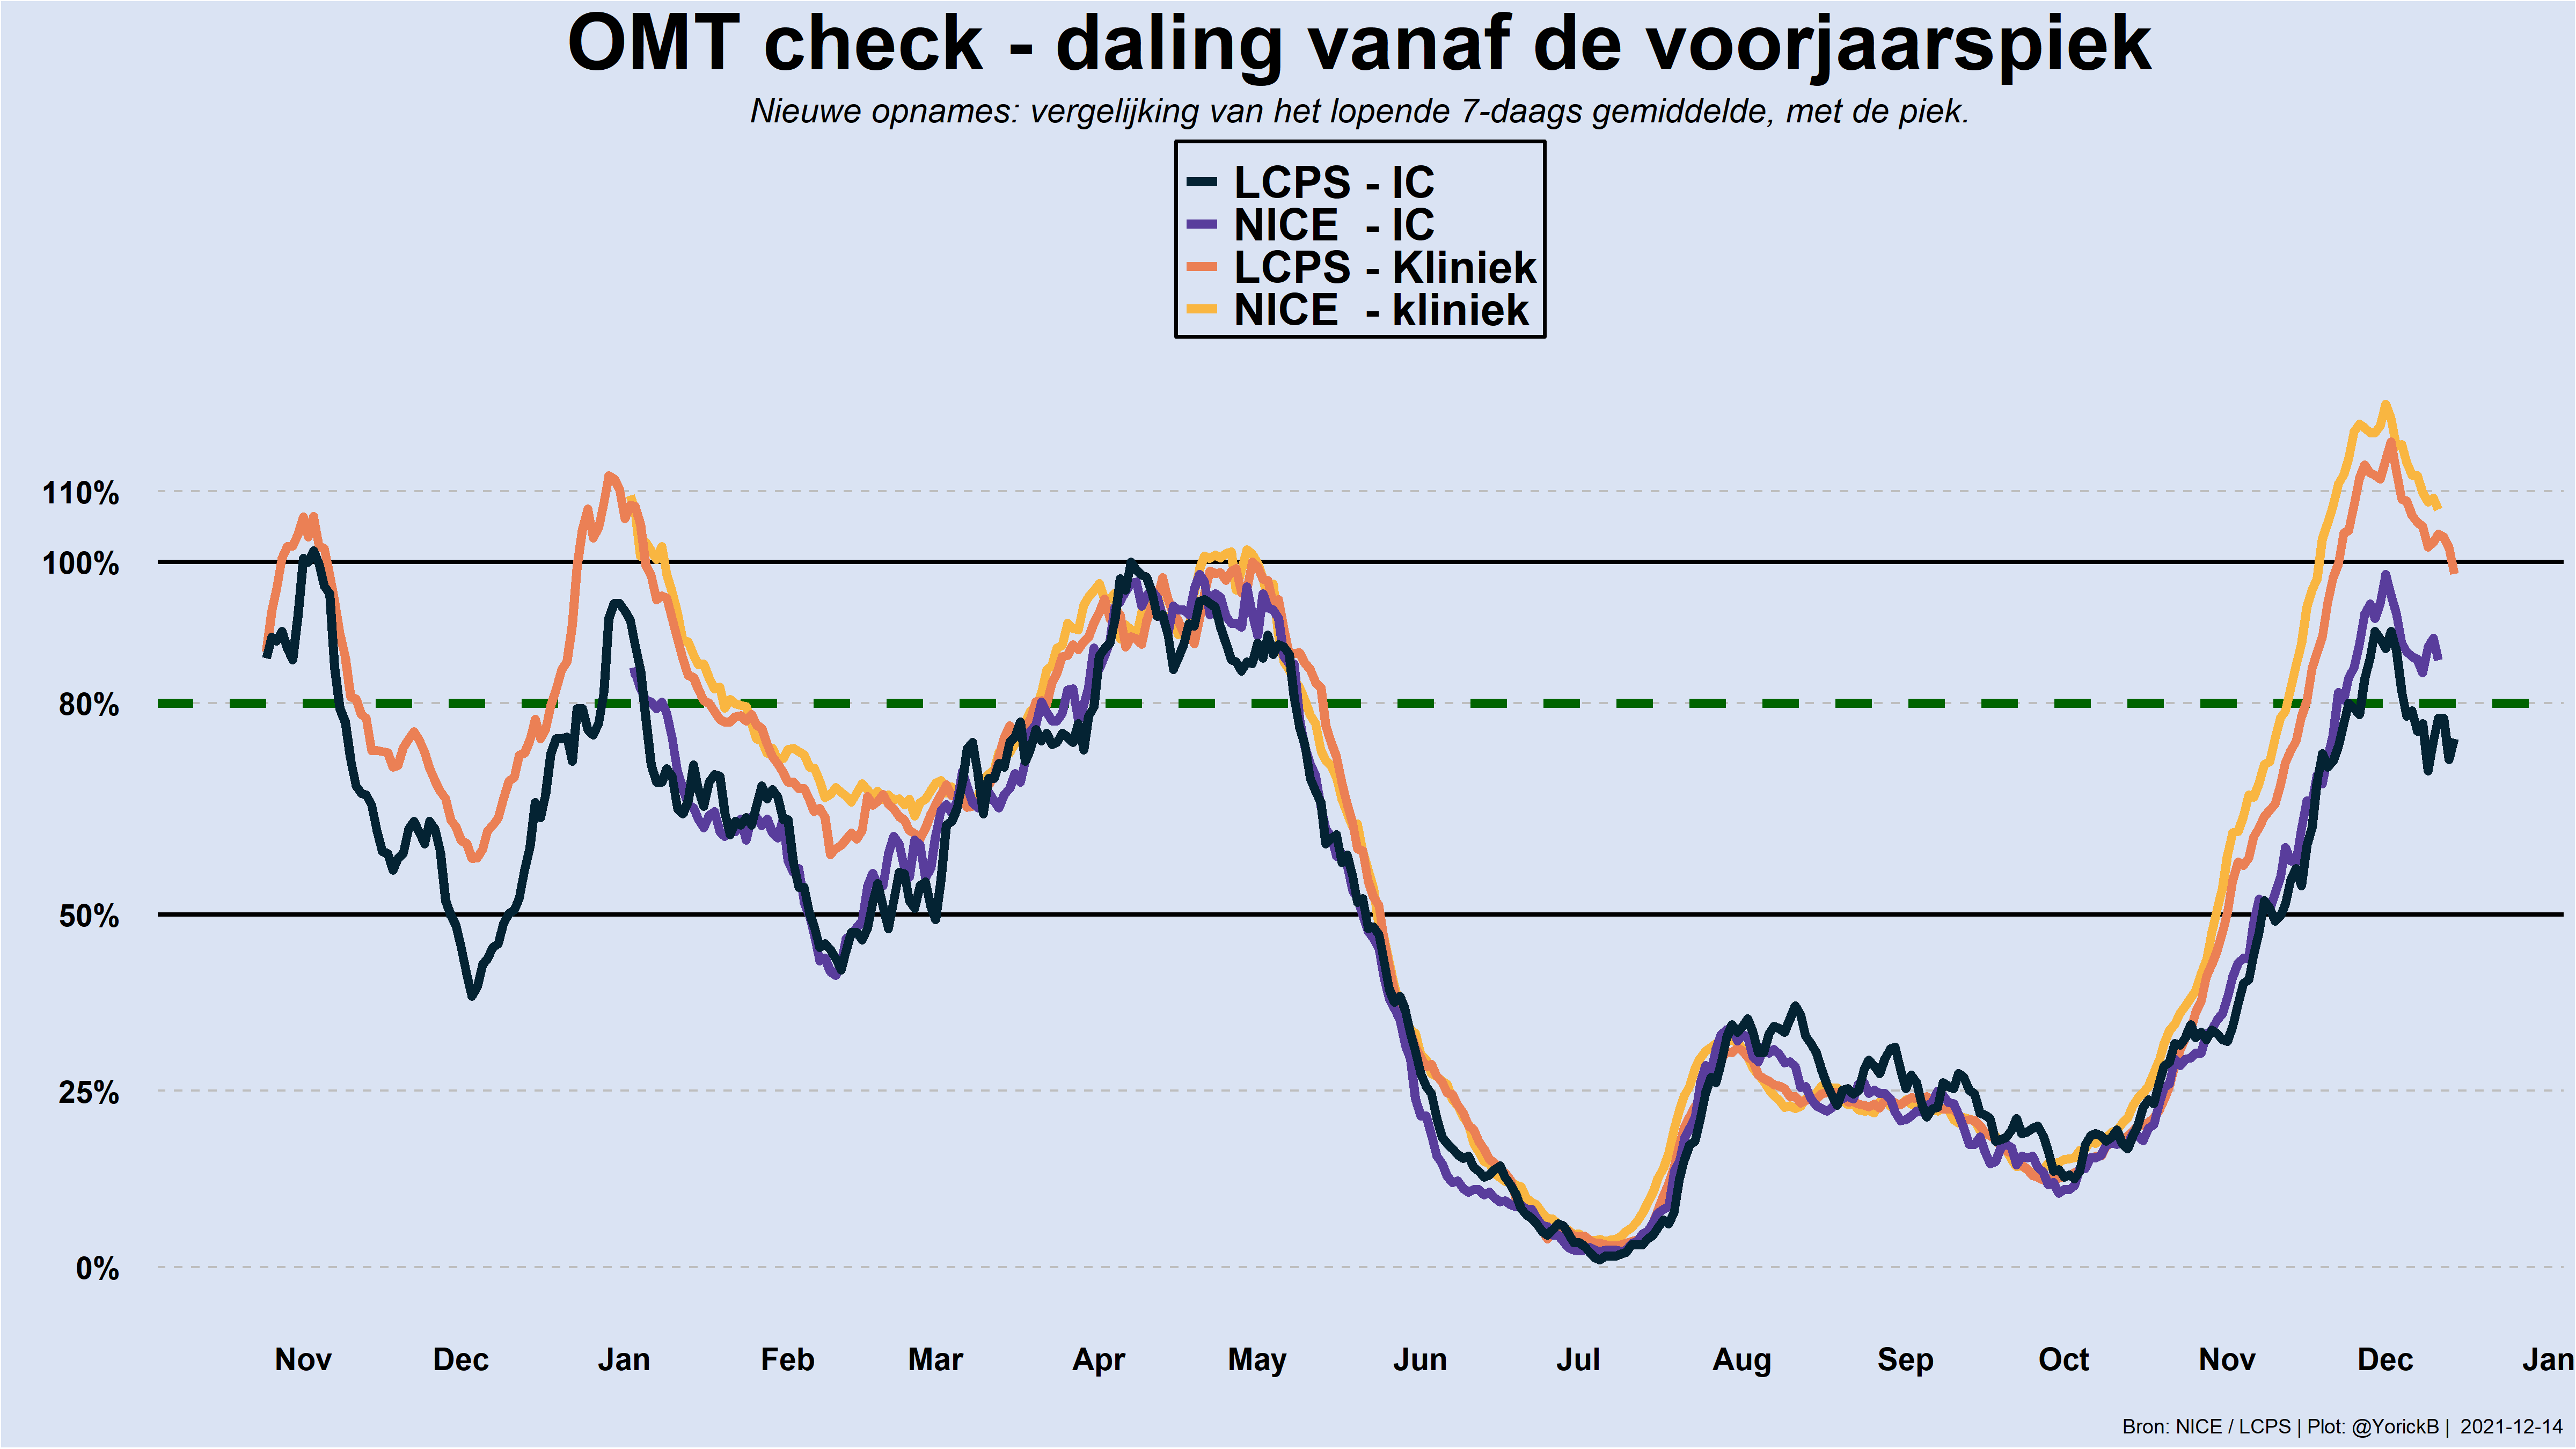 OMT check - daling vanaf de voorjaarspiek
Nieuwe opnames: vergelijking van het lopende 7-daags gemiddelde, met de piek.
LCPS - IC
NICE - IC
LCPS - Kliniek
NICE - kliniek
110%
100%
80%
50%
25%
0%
Nov Dec Jan Feb Mar Apr May Jun Jul Aug Sep Oct Nov Dec Jan
Bron: NICE / LCPS | Plot: @YorickB | 2021-12-14